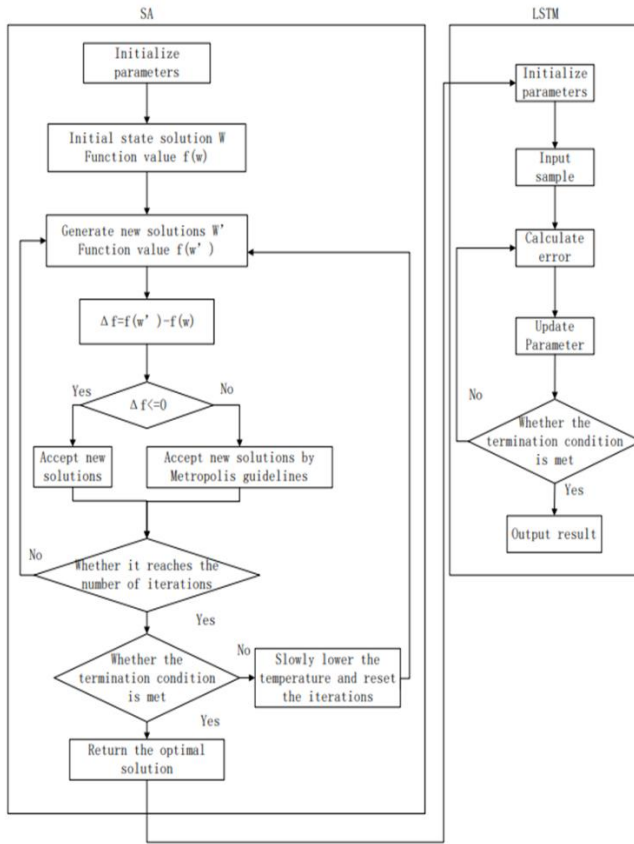 SA
Initialize
parameters
Initial state solution W
Function value f(w)
Generate new solutions W'
Function value f(w')
Δf=f(w')-f(w)
Yes
No
Δf<=0
Accept new
solutions
Accept new solutions by
Metropolis guidelines
No
Whether it reaches the
number of iterations
Yes
Whether the
termination condition
is met
No
Slowly lower the
temperature and reset
the iterations
Yes
Return the optimal
solution
LSTM
Initialize
parameters
Input
sample
Calculate
error
Update
Parameter
No
Whether the
termination condition
is met
Yes
Output result